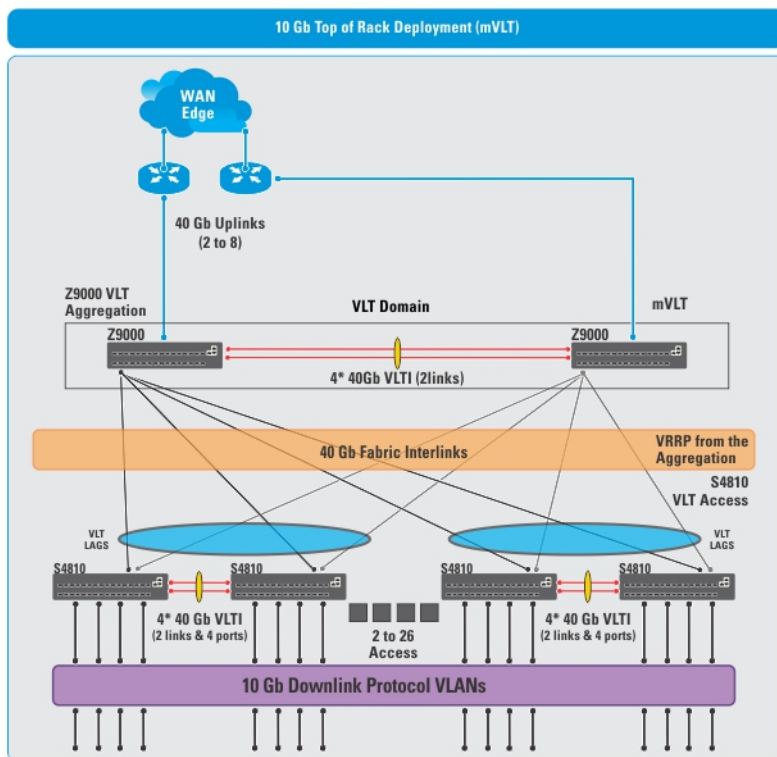 10 Gb Top of Rack Deployment (mVLT)
WAN
Edge
40 Gb Uplinks
(2 to 8)
Z9000 VLT
Aggregation
VLT Domain
mVLT
Z9000
Z9000
4* 40Gb VLTI (2links)
40 Gb Fabric Interlinks
VRRP from the
Aggregation
S4810
VLT Access
VLT
LAGS
VLT
LAGS
S4810
S4810
S4810
S4810
4* 40 Gb VLTI
(2 links & 4 ports)
2 to 26
Access
4* 40 Gb VLTI
(2 links & 4 ports)
10 Gb Downlink Protocol VLANs